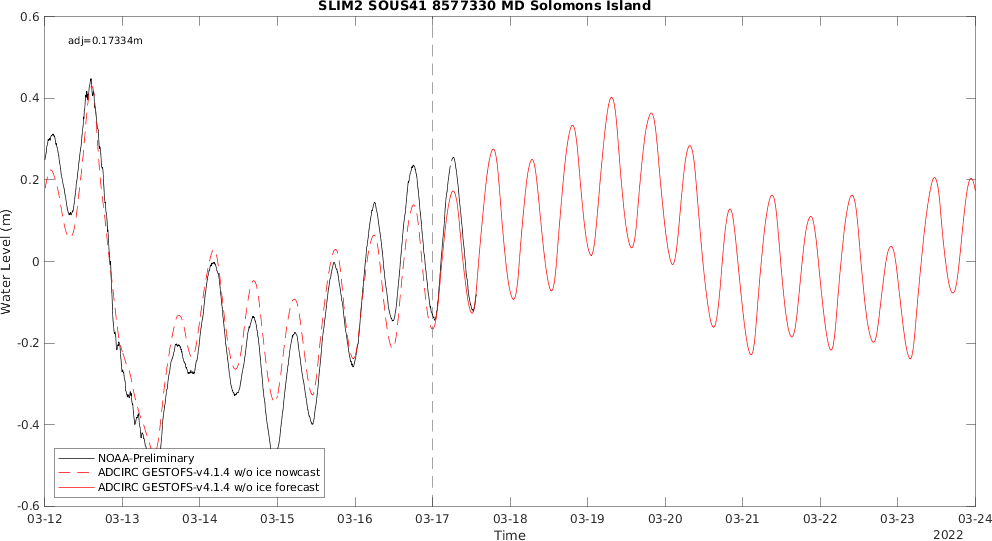 SLIM2 SOUS41 8577330 MD Solomons Island
adj=0.17334m
Water Level (m)
0.6
0.4
0.2
0
-0.2
-0.4
-0.6
NOAA-Preliminary
ADCIRC GESTOFS-v4.1.4 w/o ice nowcast
ADCIRC GESTOFS-v4.1.4 w/o ice forecast
03-12 03-13 03-14 03-15 03-16 03-17 03-18 03-19 03-20 03-21 03-22 03-23 03-24
Time
2022